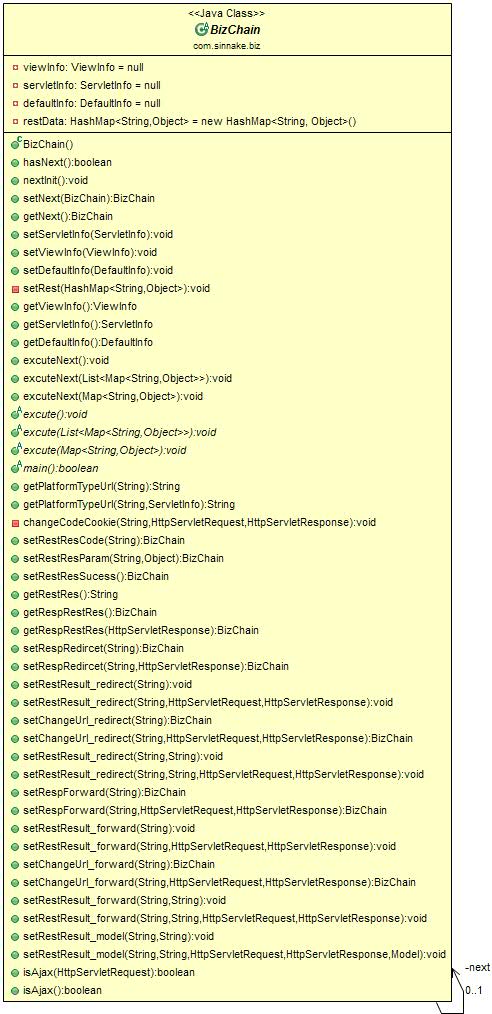 <<Java Class>>
BizChain
com.sinnake.biz
viewInfo: ViewInfo = null
servletInfo: ServletInfo = null
defaultInfo: DefaultInfo = null
restData: HashMap<String,Object> = new HashMap<String, Object>()
BizChain()
hasNext():boolean
nextInit():void
setNext(BizChain):BizChain
getNext():BizChain
setServletInfo(ServletInfo):void
setViewInfo(ViewInfo):void
setDefaultInfo(DefaultInfo):void
setRest(HashMap<String,Object>):void
getViewInfo():ViewInfo
getServletInfo():ServletInfo
getDefaultInfo():DefaultInfo
excuteNext():void
excuteNext(List<Map<String,Object>>):void
excuteNext(Map<String,Object>):void
excute():void
excute(List<Map<String,Object>>):void
excute(Map<String,Object>):void
main():boolean
getPlatformTypeUrl(String):String
getPlatformTypeUrl(String,ServletInfo):String
changeCodeCookie(String,HttpServletRequest,HttpServletResponse):void
setRestResCode(String):BizChain
setRestResParam(String,Object):BizChain
setRestResSucess():BizChain
getRestRes():String
getRespRestRes():BizChain
getRespRestRes(HttpServletResponse):BizChain
setRespRedircet(String):BizChain
setRespRedircet(String,HttpServletResponse):BizChain
setRestResult_redirect(String):void
setRestResult_redirect(String,HttpServletRequest,HttpServletResponse):void
setChangeUrl_redirect(String):BizChain
setChangeUrl_redirect(String,HttpServletRequest,HttpServletResponse):BizChain
setRestResult_redirect(String,String):void
setRestResult_redirect(String,String,HttpServletRequest,HttpServletResponse):void
setRespForward(String):BizChain
setRespForward(String,HttpServletRequest,HttpServletResponse):BizChain
setRestResult_forward(String):void
setRestResult_forward(String,HttpServletRequest,HttpServletResponse):void
setChangeUrl_forward(String):BizChain
setChangeUrl_forward(String,HttpServletRequest,HttpServletResponse):BizChain
setRestResult_forward(String,String):void
setRestResult_forward(String,String,HttpServletRequest,HttpServletResponse):void
setRestResult_model(String,String):void
setRestResult_model(String,String,HttpServletRequest,HttpServletResponse,Model):void
isAjax(HttpServletRequest):boolean
isAjax():boolean
-next
0..1